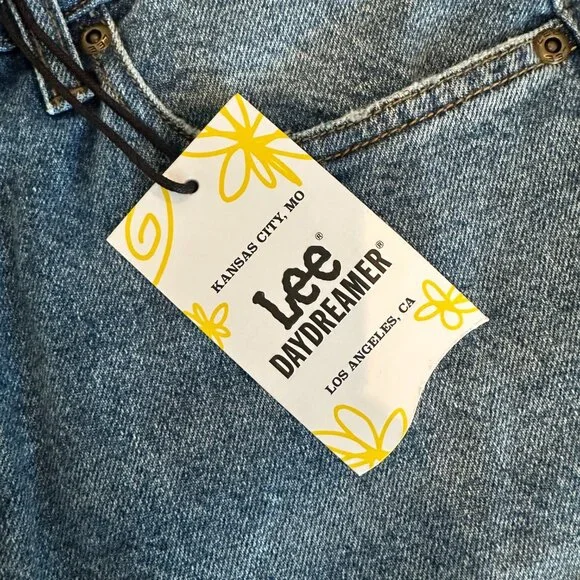 KANSAS CITY, MO
Lee®
DAYDREAMER®
LOS ANGELES, CA